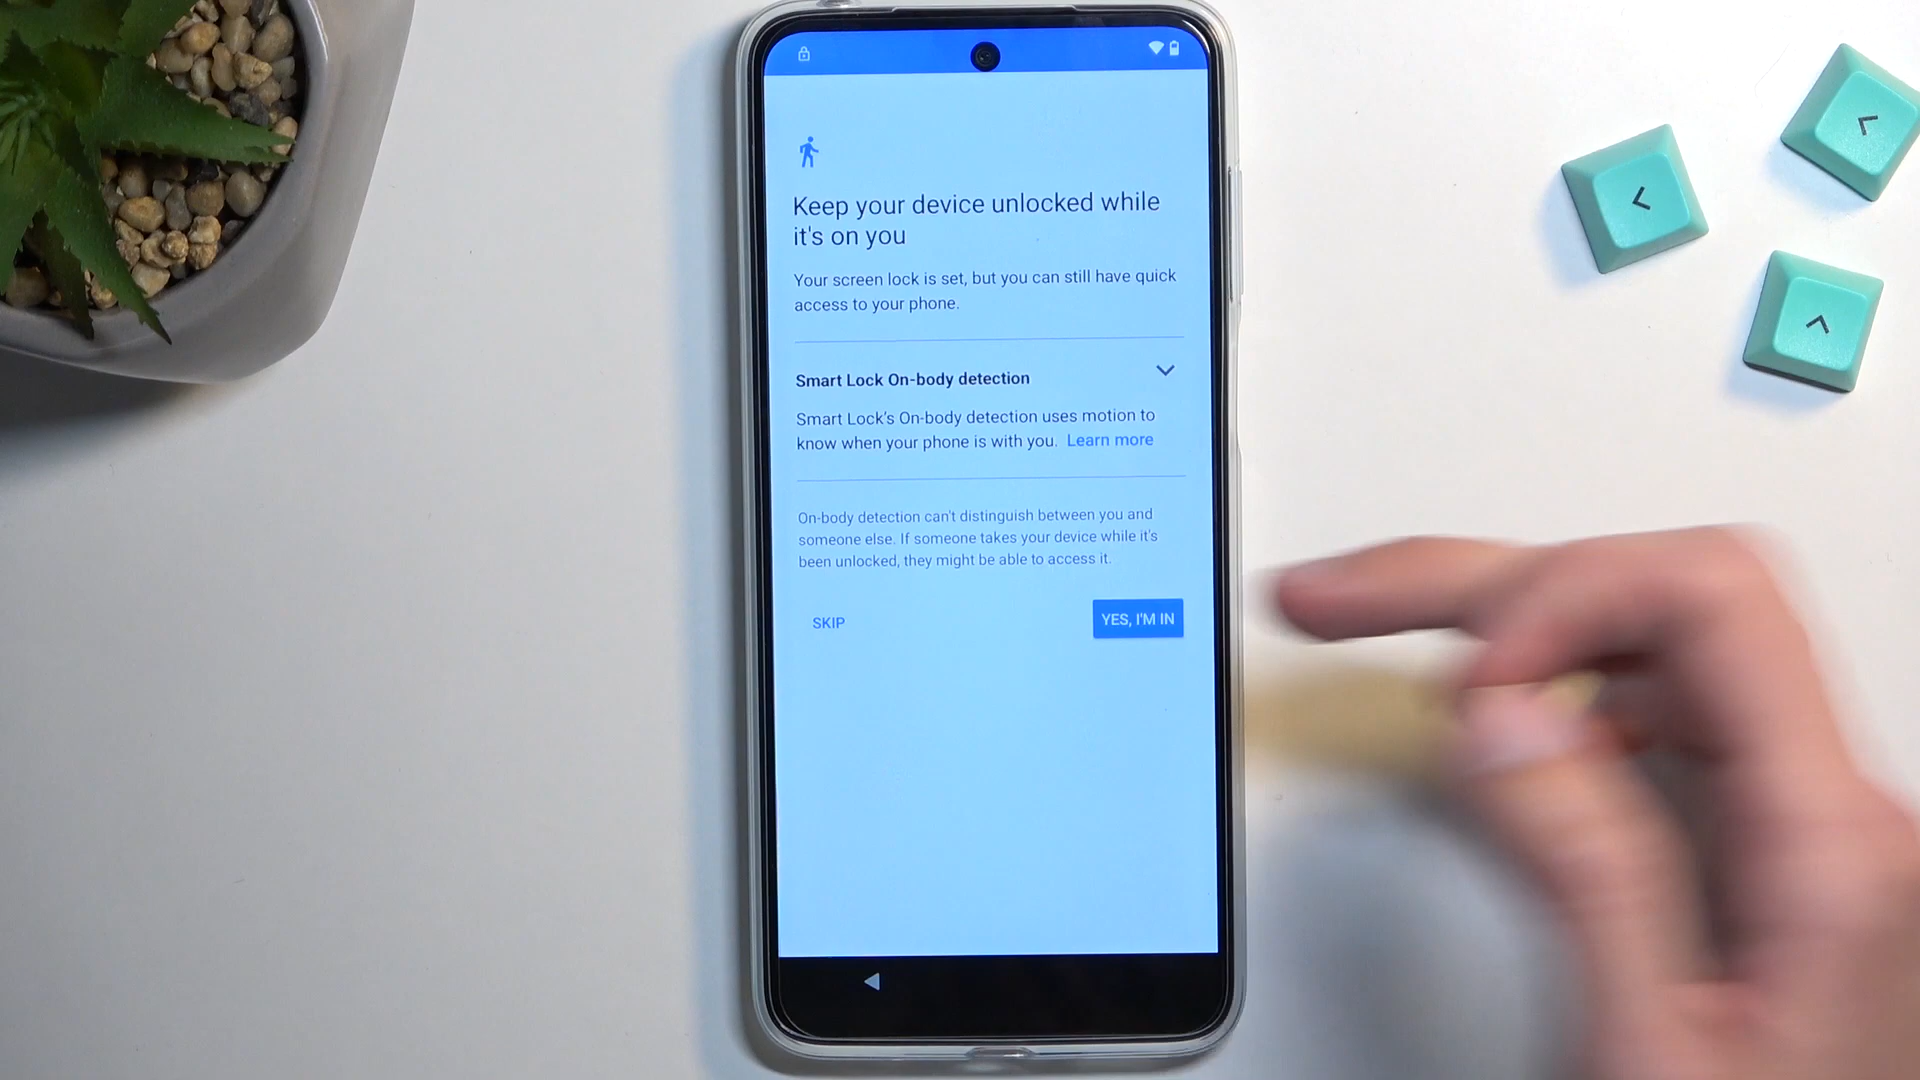 Keep your device unlocked while
it's on you
Your screen lock is set, but you can still have quick
access to your phone.
Smart Lock On-body detection
Smart Lock's On-body detection uses motion to
know when your phone is with you. Learn more
On-body detection can't distinguish between you and
someone else. If someone takes your device while it's
been unlocked, they might be able to access it.
SKIP
YES, I'M IN